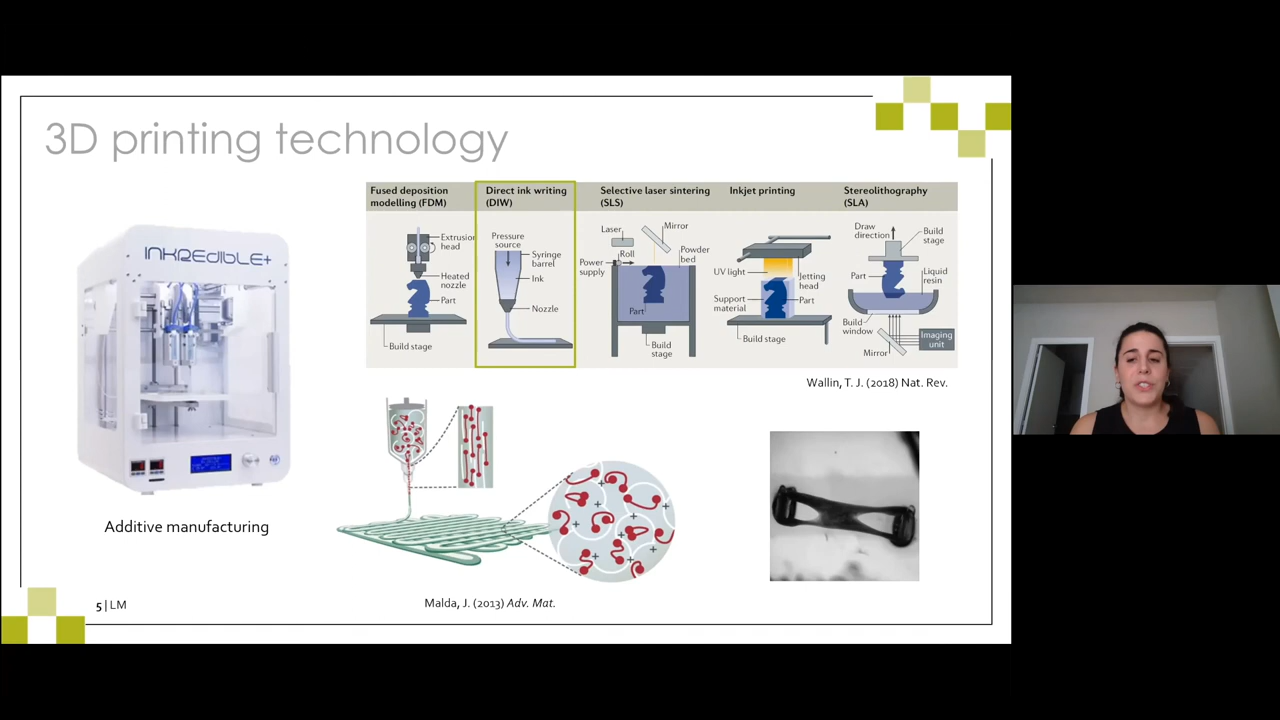 3D printing technology
Fused deposition
modelling (FDM)
Direct ink writing
(DIW)
Selective laser sintering
(SLS)
Inkjet printing
Stereolithography
(SLA)
Extrusion
head
Heated
nozzle
Part
Build stage
Pressure
source
Syringe
barrel
Ink
Nozzle
Laser
Mirror
Roll
Power
supply
Powder
bed
Part
Build
stage
UV light
Jetting
head
Support
material
Part
Build stage
Draw
direction
Build
stage
Part
Liquid
resin
Build
window
Mirror
Imaging
unit
Wallin, T. J. (2018) Nat. Rev.
INKREDIBLE+
Additive manufacturing
Malda, J. (2013) Adv. Mat.
5 | LM